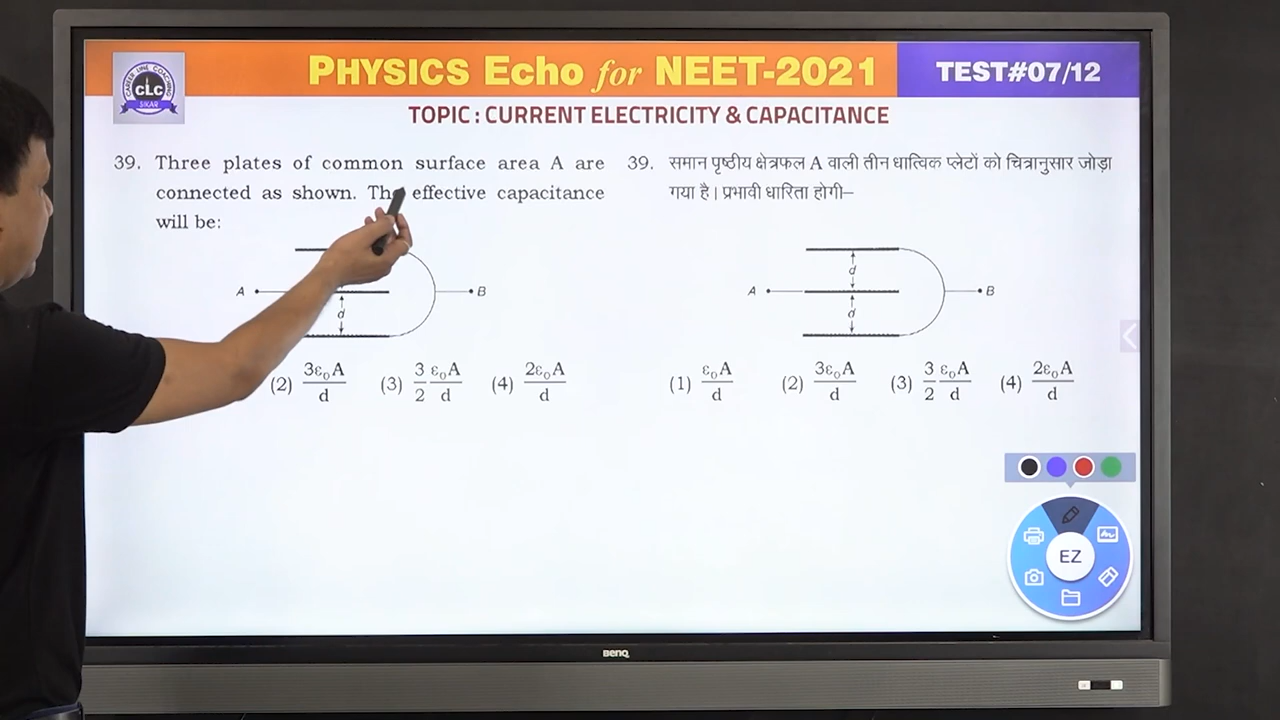 CLC
SIKAR
PHYSICS Echo for NEET-2021
TEST#07/12
TOPIC : CURRENT ELECTRICITY & CAPACITANCE
39. Three plates of common surface area A are
connected as shown. The effective capacitance
will be:
A
d
B
(2) 3ε₀A/d (3) 3/2 ε₀A/d (4) 2ε₀A/d
39. समान पृष्ठीय क्षेत्रफल A वाली तीन धात्विक प्लेटों को चित्रानुसार जोड़ा
गया है। प्रभावी धारिता होगी–
d
A
B
d
(1) ε₀A/d (2) 3ε₀A/d (3) 3/2 ε₀A/d (4) 2ε₀A/d
EZ
BenQ